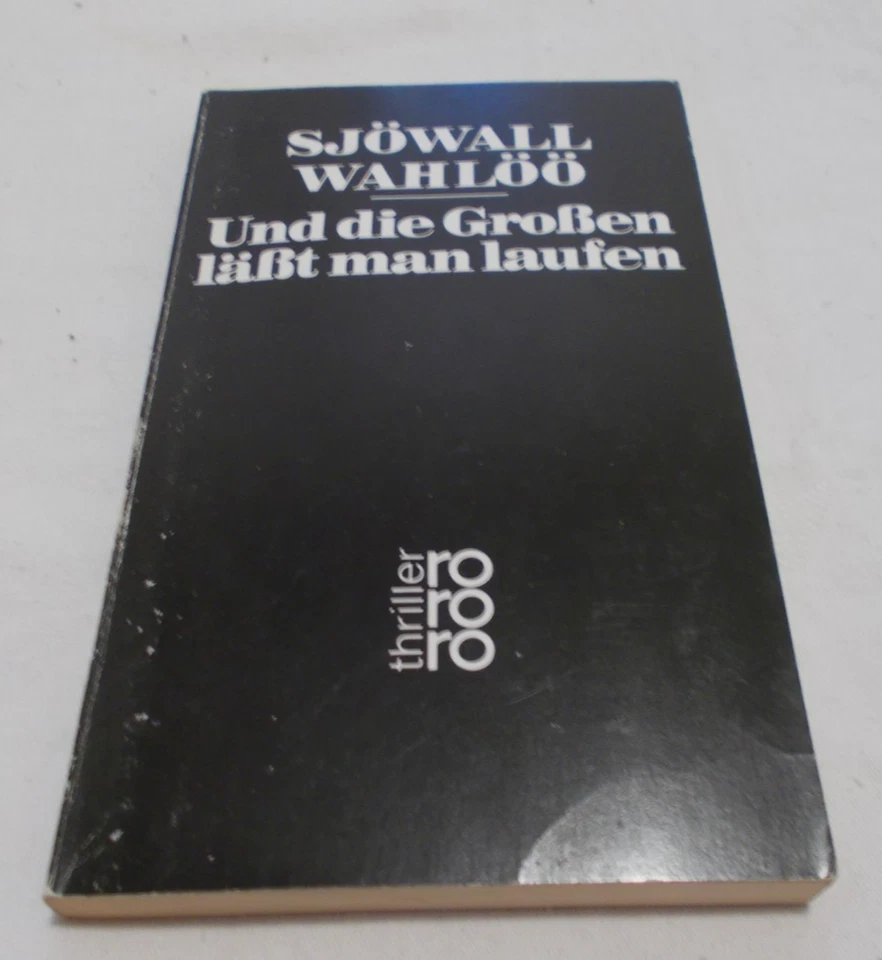 SJÖWALL
WAHLÖÖ
Und die Großen
läßt man laufen
thriller
ro
ro
ro